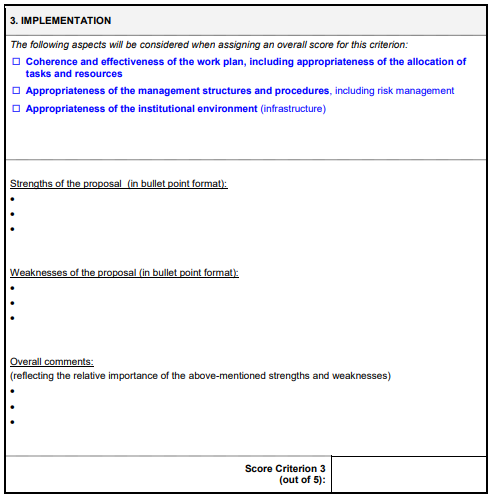 3. IMPLEMENTATION
The following aspects will be considered when assigning an overall score for this criterion:
☐ Coherence and effectiveness of the work plan, including appropriateness of the allocation of
tasks and resources
☐ Appropriateness of the management structures and procedures, including risk management
☐ Appropriateness of the institutional environment (infrastructure)
Strengths of the proposal (in bullet point format):
•
•
•
Weaknesses of the proposal (in bullet point format):
•
•
•
Overall comments:
(reflecting the relative importance of the above-mentioned strengths and weaknesses)
•
•
•
Score Criterion 3
(out of 5):